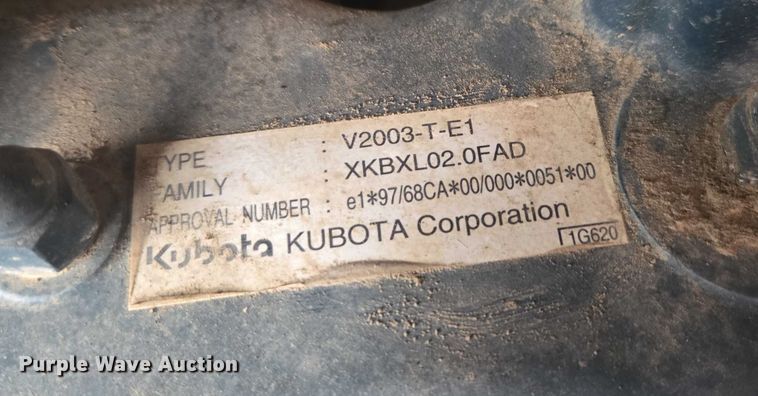 TYPE : V2003-T-E1
FAMILY : XKBXL02.0FAD
APPROVAL NUMBER : e1*97/68CA*00/000*0051*00
Kubota KUBOTA Corporation
1G620
Purple Wave Auction